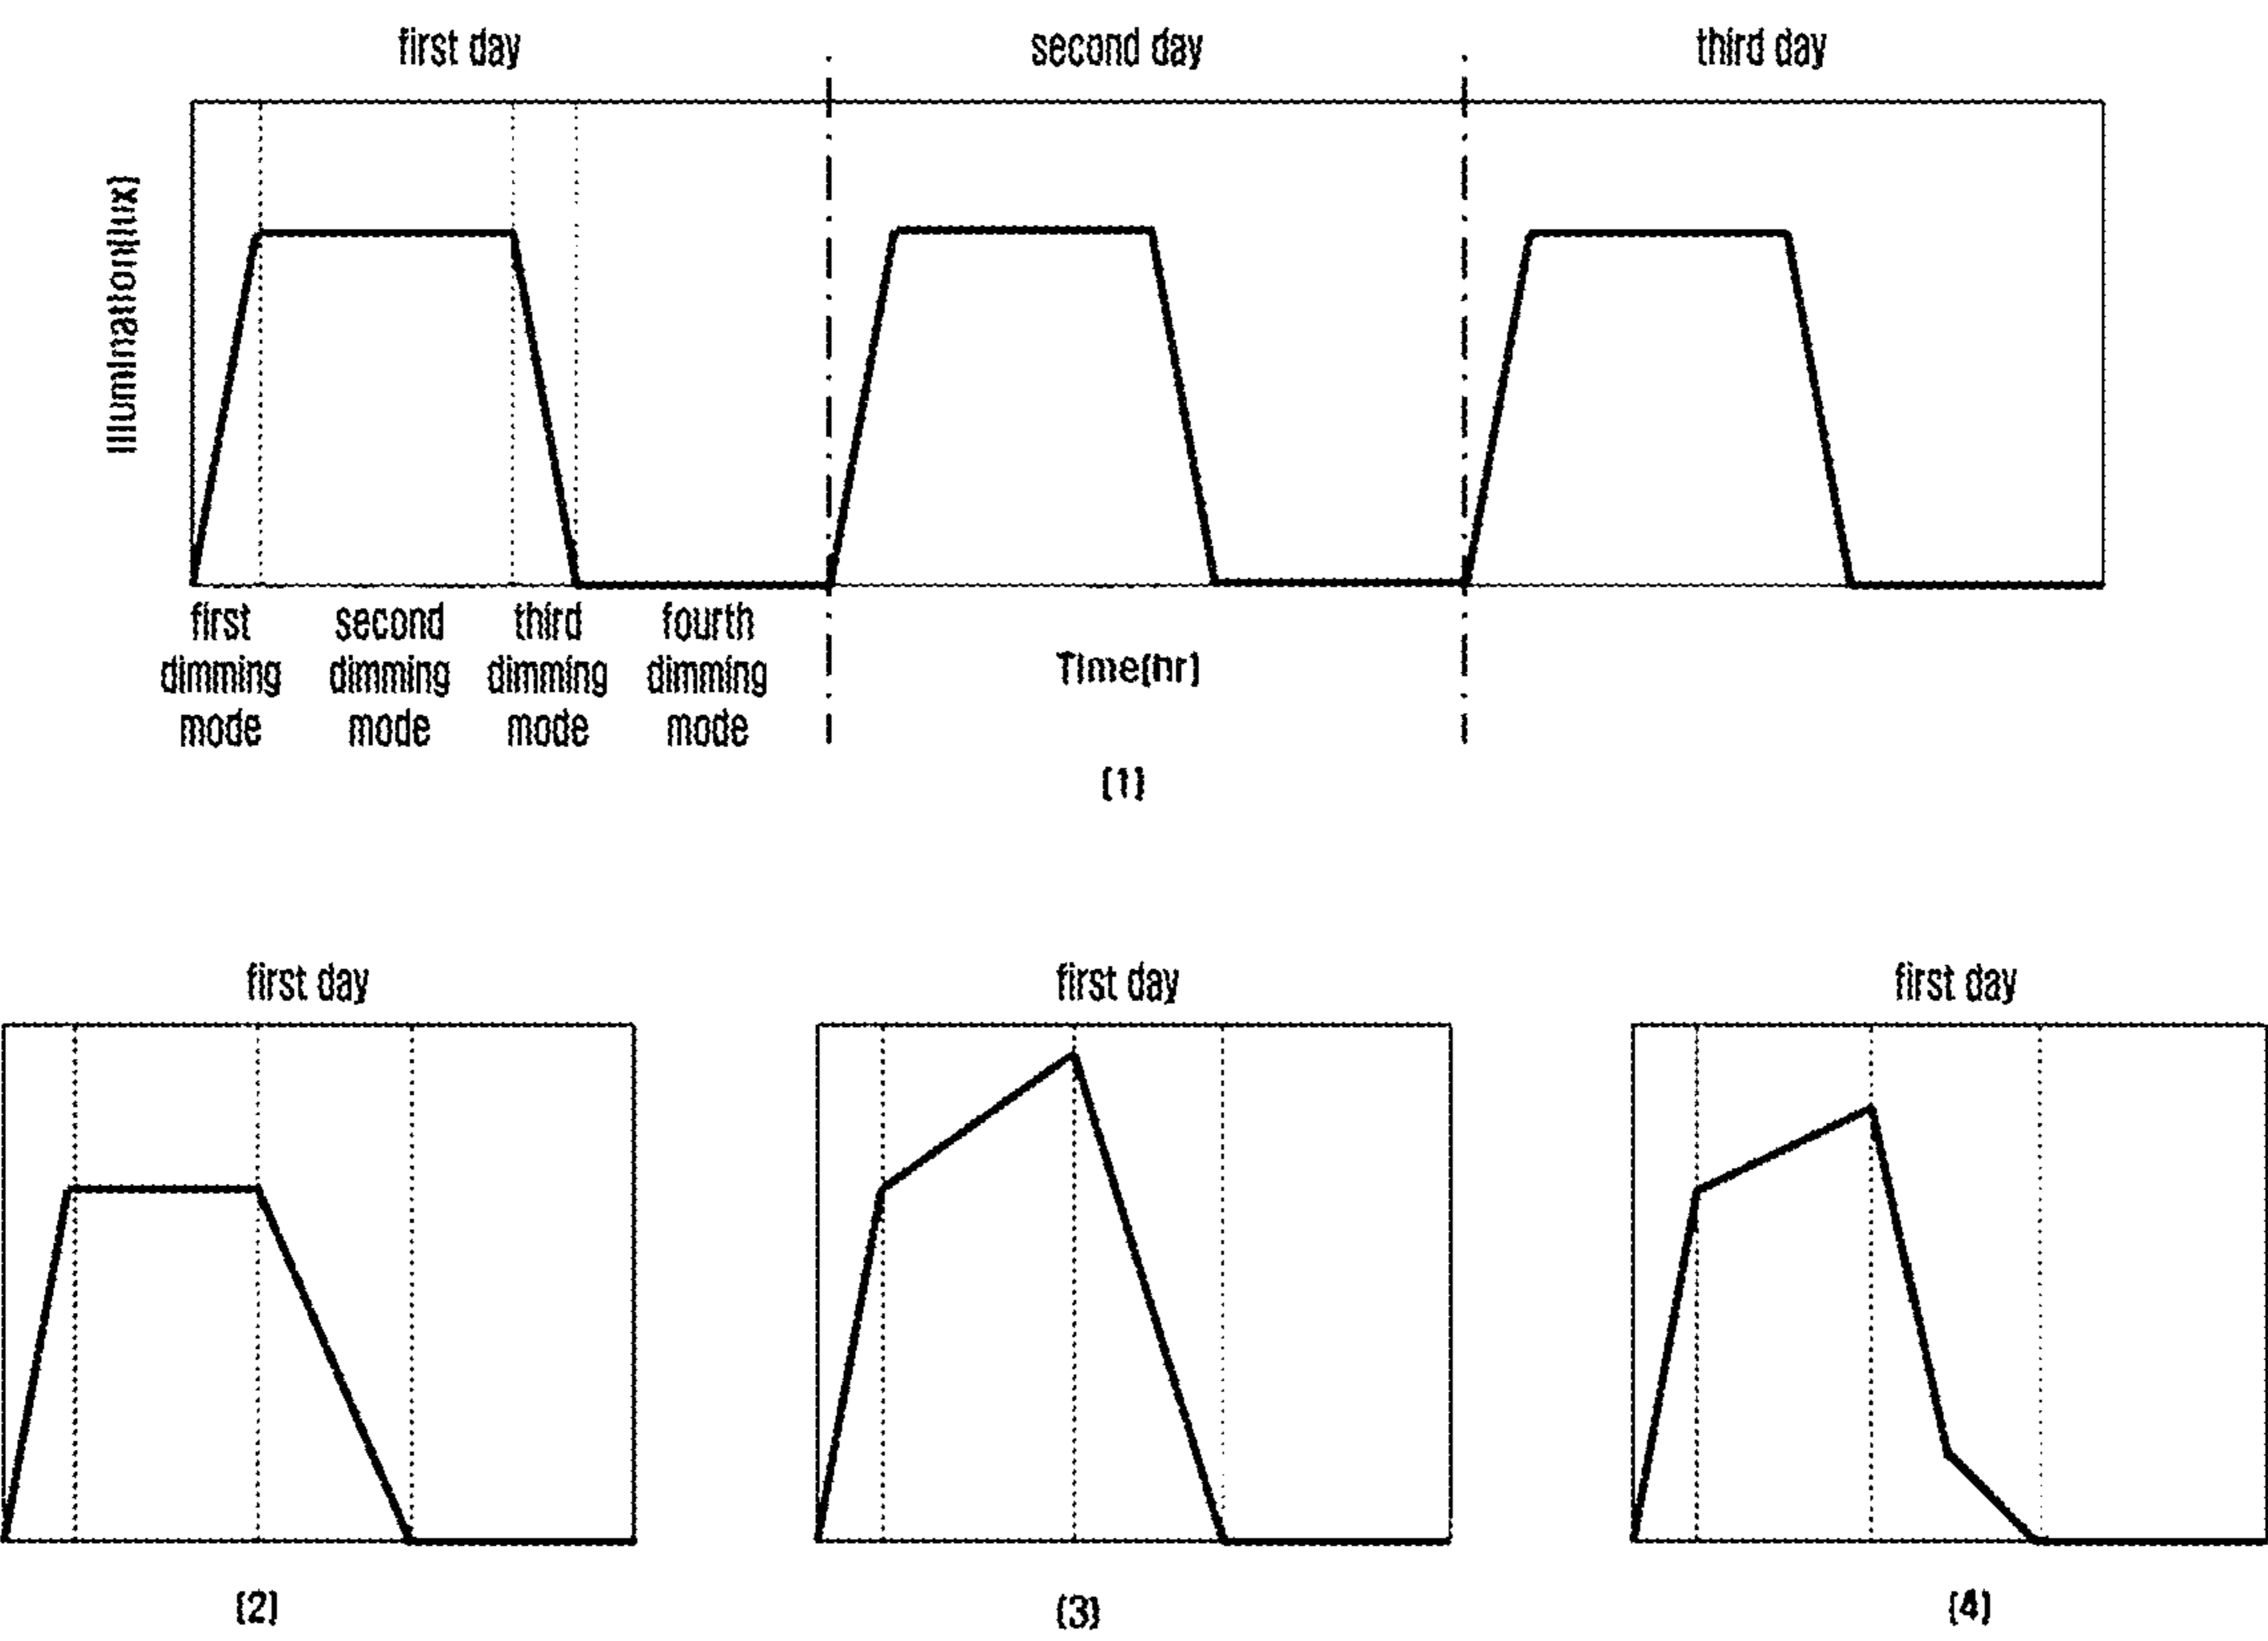 first day second day third day
Illumination(lux)
first second third fourth
dimming dimming dimming dimming
mode mode mode mode
Time(hr)
(1)
first day first day first day
(2) (3) (4)